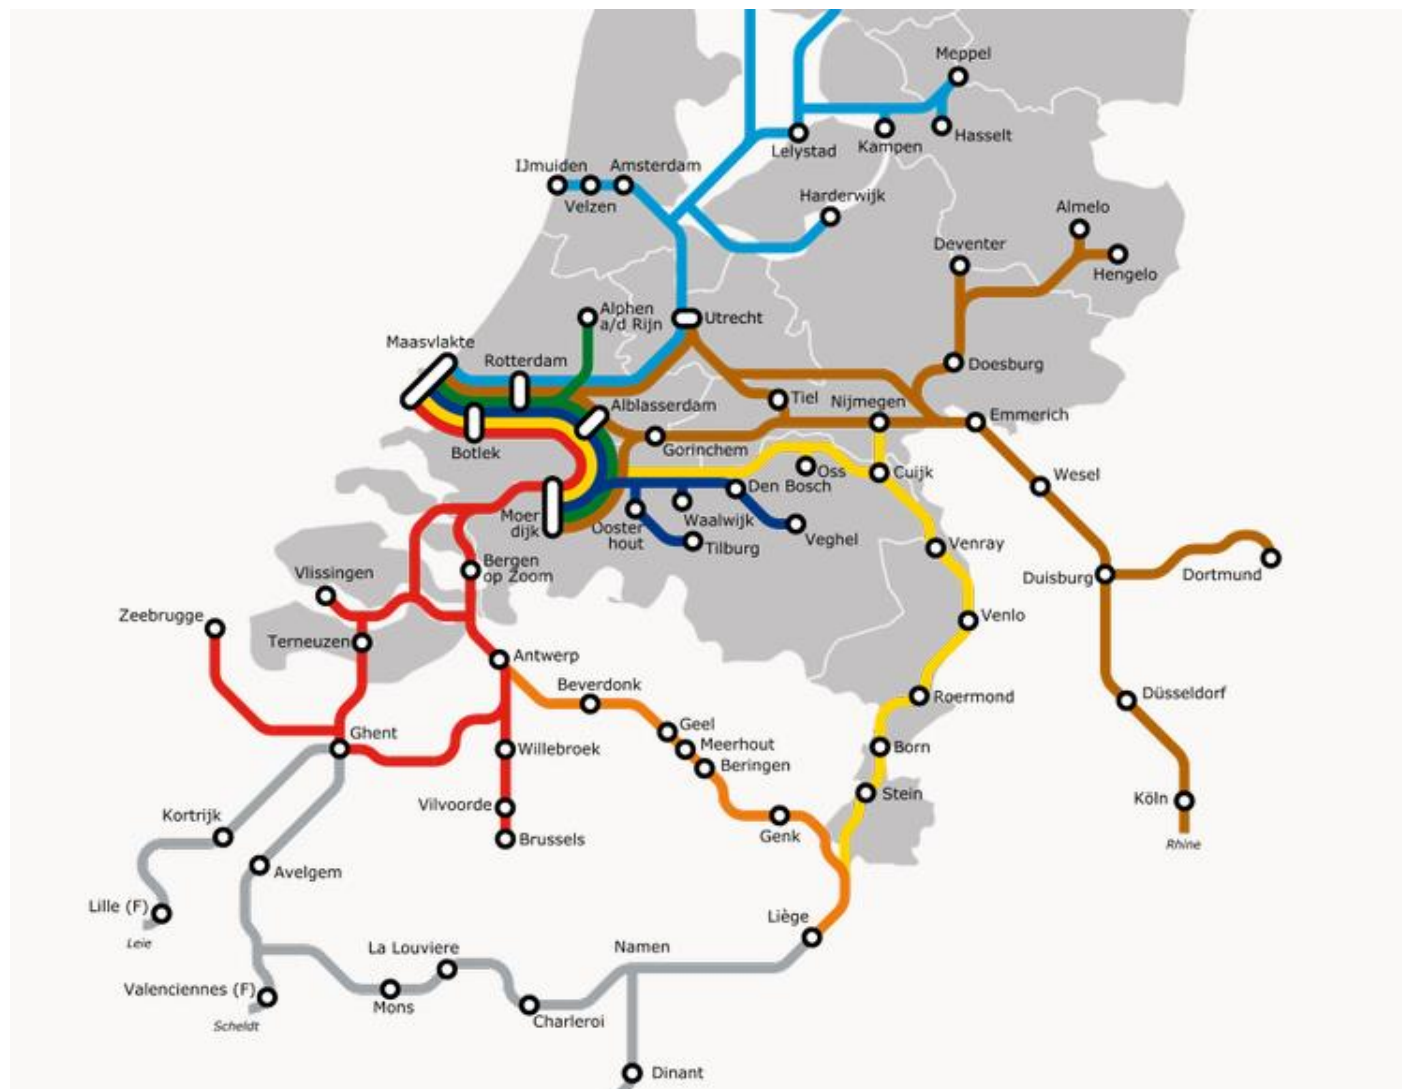 Meppel
Hasselt
Kampen
Lelystad
IJmuiden
Amsterdam
Velzen
Harderwijk
Almelo
Deventer
Hengelo
Alphen
a/d Rijn
Utrecht
Maasvlakte
Rotterdam
Doesburg
Alblasserdam
Tiel
Nijmegen
Emmerich
Botlek
Gorinchem
Oss
Cuijk
Wesel
Den Bosch
Moer
dijk
Ooster
hout
Waalwijk
Tilburg
Veghel
Venray
Bergen
op Zoom
Vlissingen
Duisburg
Dortmund
Zeebrugge
Terneuzen
Venlo
Antwerp
Beverdonk
Roermond
Düsseldorf
Geel
Ghent
Meerhout
Willebroek
Born
Beringen
Stein
Vilvoorde
Köln
Kortrijk
Genk
Brussels
Rhine
Avelgem
Lille (F)
Liège
Leie
La Louviere
Namen
Valenciennes (F)
Mons
Scheldt
Charleroi
Dinant